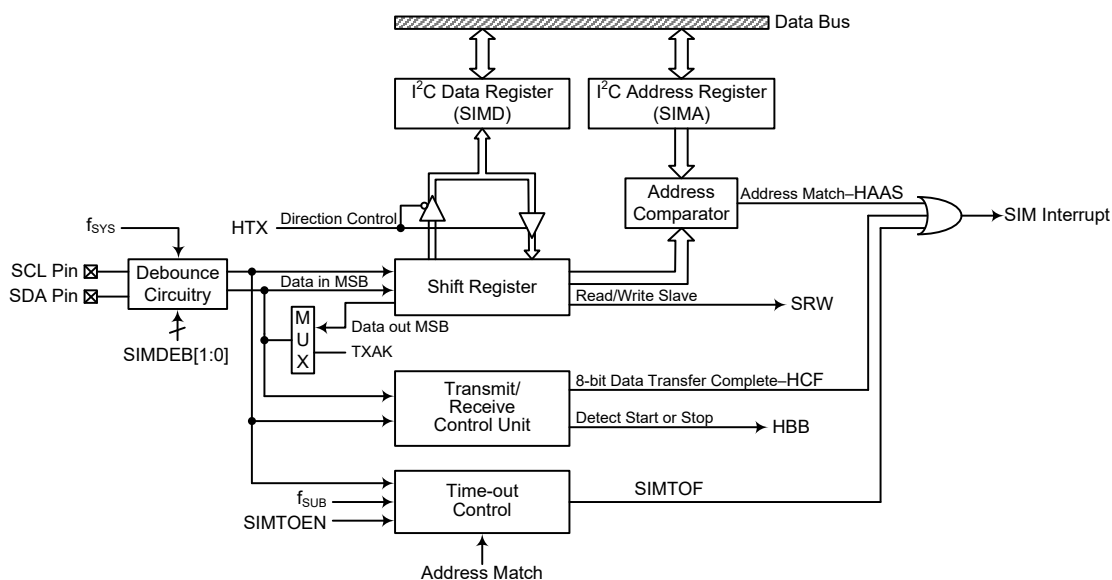 Data Bus
I²C Data Register
(SIMD)
I²C Address Register
(SIMA)
Address
Comparator
Address Match–HAAS
SIM Interrupt
HTX
Direction Control
fSYS
SCL Pin
SDA Pin
Debounce
Circuitry
SIMDEB[1:0]
Data in MSB
Shift Register
Read/Write Slave
SRW
M
U
X
Data out MSB
TXAK
Transmit/
Receive
Control Unit
8-bit Data Transfer Complete–HCF
Detect Start or Stop
HBB
fSUB
SIMTOEN
Time-out
Control
SIMTOF
Address Match